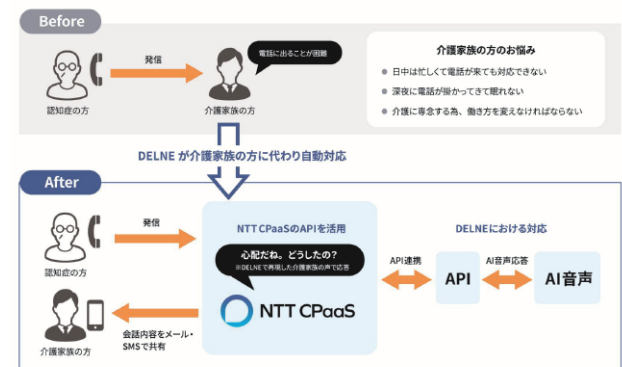 Before
発信
電話に出ることが困難
認知症の方
介護家族の方
介護家族の方のお悩み
日中は忙しくて電話が来ても対応できない
深夜に電話が掛かってきて眠れない
介護に専念する為、働き方を変えなければならない
DELNE が介護家族の方に代わり自動対応
After
発信
認知症の方
NTT CPaaSのAPIを活用
心配だね。どうしたの？
※DELNEで再現した介護家族の声で応答
NTT CPaaS
DELNEにおける対応
API連携
API
AI音声応答
AI音声
会話内容をメール・
SMSで共有
介護家族の方